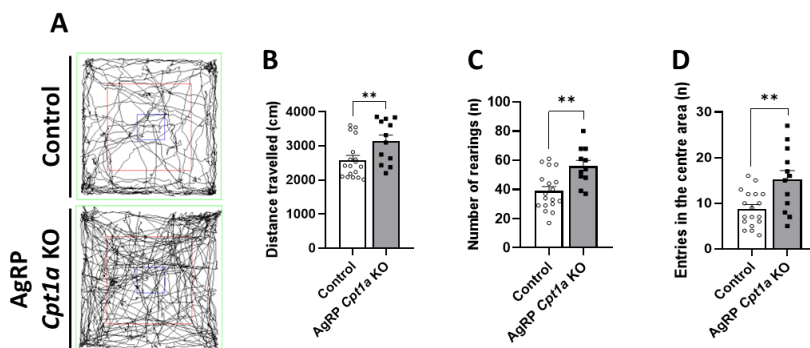 A
Control
AgRP
Cpt1a KO
B
Distance travelled (cm)
4000
3000
2000
1000
0
**
Control
AgRP Cpt1a KO
C
Number of rearings (n)
100
80
60
40
20
0
**
Control
AgRP Cpt1a KO
D
Entries in the centre area (n)
30
20
10
0
**
Control
AgRP Cpt1a KO